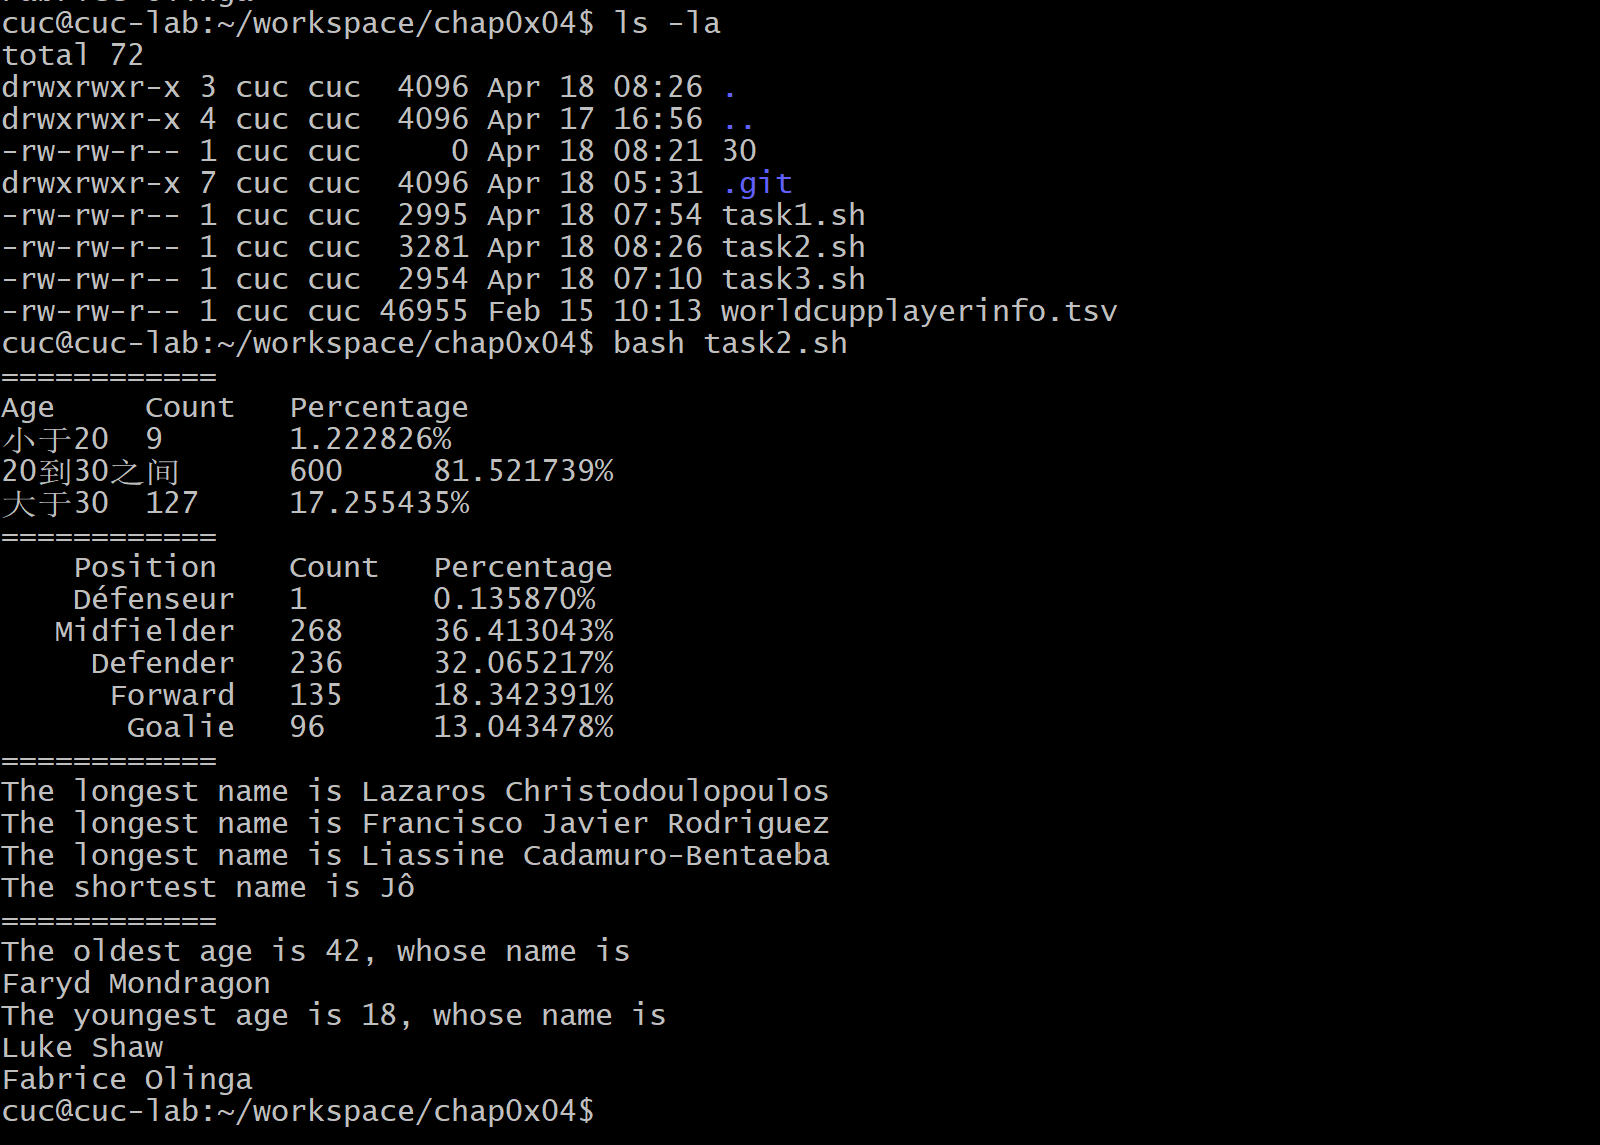 cuc@cuc-lab:~/workspace/chap0x04$ ls -la
total 72
drwxrwxr-x 3 cuc cuc  4096 Apr 18 08:26 .
drwxrwxr-x 4 cuc cuc  4096 Apr 17 16:56 ..
-rw-rw-r-- 1 cuc cuc     0 Apr 18 08:21 30
drwxrwxr-x 7 cuc cuc  4096 Apr 18 05:31 .git
-rw-rw-r-- 1 cuc cuc  2995 Apr 18 07:54 task1.sh
-rw-rw-r-- 1 cuc cuc  3281 Apr 18 08:26 task2.sh
-rw-rw-r-- 1 cuc cuc  2954 Apr 18 07:10 task3.sh
-rw-rw-r-- 1 cuc cuc 46955 Feb 15 10:13 worldcupplayerinfo.tsv
cuc@cuc-lab:~/workspace/chap0x04$ bash task2.sh
============
Age     Count   Percentage
小于20  9       1.222826%
20到30之间      600     81.521739%
大于30  127     17.255435%
============
    Position    Count   Percentage
    Défenseur   1       0.135870%
   Midfielder   268     36.413043%
     Defender   236     32.065217%
      Forward   135     18.342391%
       Goalie   96      13.043478%
============
The longest name is Lazaros Christodoulopoulos
The longest name is Francisco Javier Rodriguez
The longest name is Liassine Cadamuro-Bentaeba
The shortest name is Jô
============
The oldest age is 42, whose name is
Faryd Mondragon
The youngest age is 18, whose name is
Luke Shaw
Fabrice Olinga
cuc@cuc-lab:~/workspace/chap0x04$